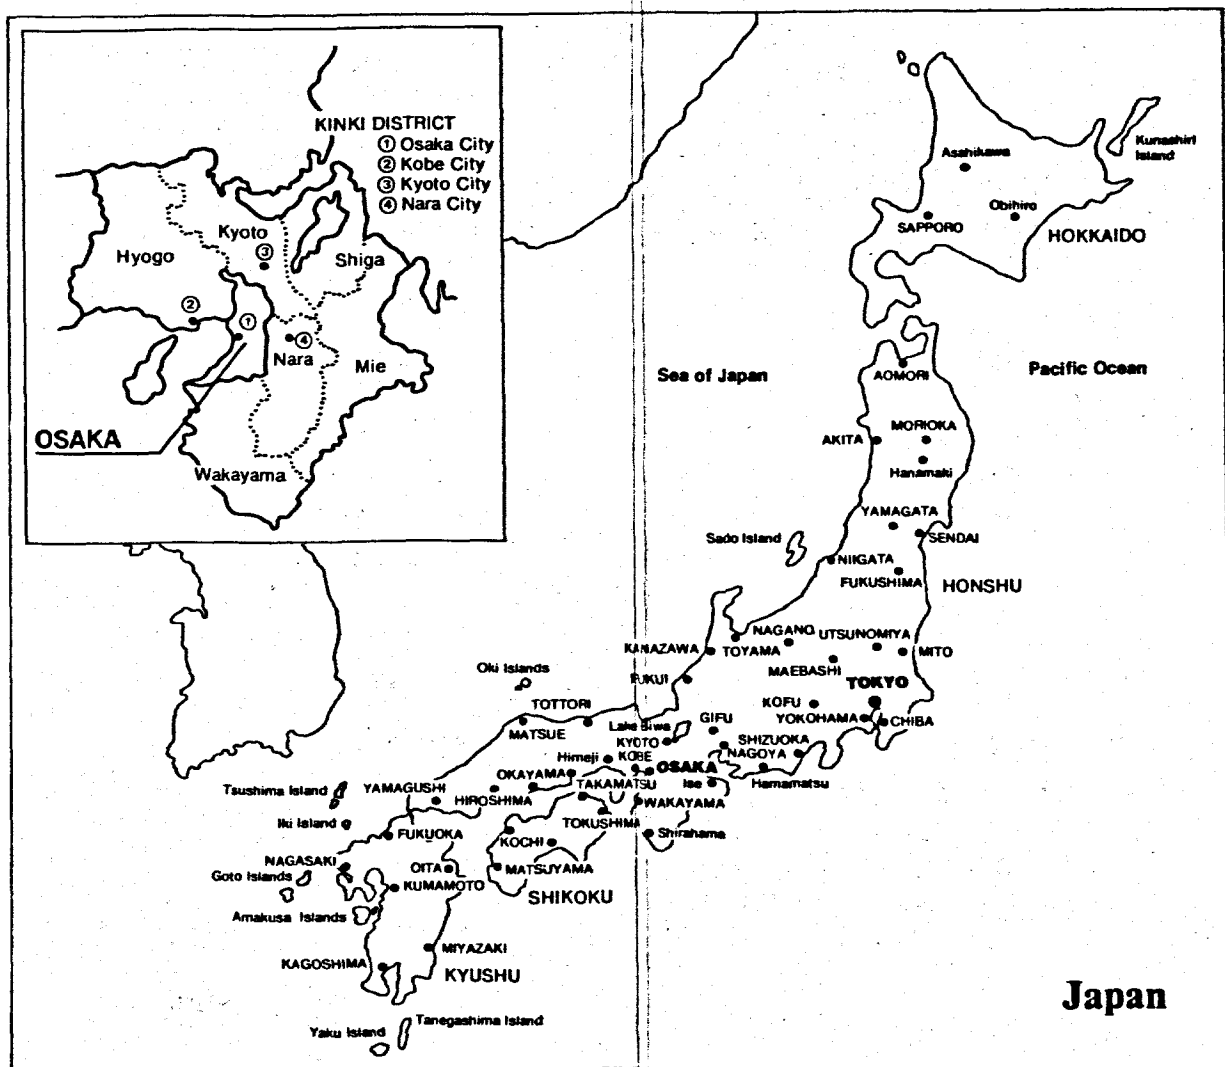 KINKI DISTRICT
① Osaka City
② Kobe City
③ Kyoto City
④ Nara City
Kyoto
③
Hyogo
Shiga
②
①
④
Nara
Mie
OSAKA
Wakayama
Kunashiri
Island
Asahikawa
Obihiro
SAPPORO
HOKKAIDO
Sea of Japan
Pacific Ocean
AOMORI
AKITA
MORIOKA
Hanamaki
YAMAGATA
SENDAI
Sado Island
NIIGATA
FUKUSHIMA
HONSHU
NAGANO
UTSUNOMIYA
KANAZAWA
TOYAMA
MITO
MAEBASHI
Oki Islands
FUKUI
TOKYO
TOTTORI
KOFU
MATSUE
Lake Biwa
GIFU
YOKOHAMA
CHIBA
KYOTO
SHIZUOKA
Himeji
KOBE
NAGOYA
OSAKA
OKAYAMA
Ise
Hamamatsu
Tsushima Island
YAMAGUSHI
HIROSHIMA
TAKAMATSU
WAKAYAMA
Iki Island
TOKUSHIMA
FUKUOKA
KOCHI
Shirahama
NAGASAKI
OITA
MATSUYAMA
Goto Islands
KUMAMOTO
SHIKOKU
Amakusa Islands
MIYAZAKI
KAGOSHIMA
KYUSHU
Japan
Tanegashima Island
Yaku Island